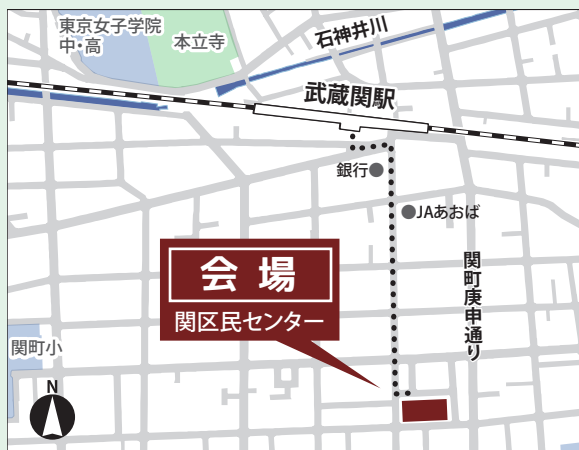 東京女子学院
中・高
本立寺
石神井川
武蔵関駅
銀行
JAあおば
会場
関区民センター
関町庚申通り
関町小
N